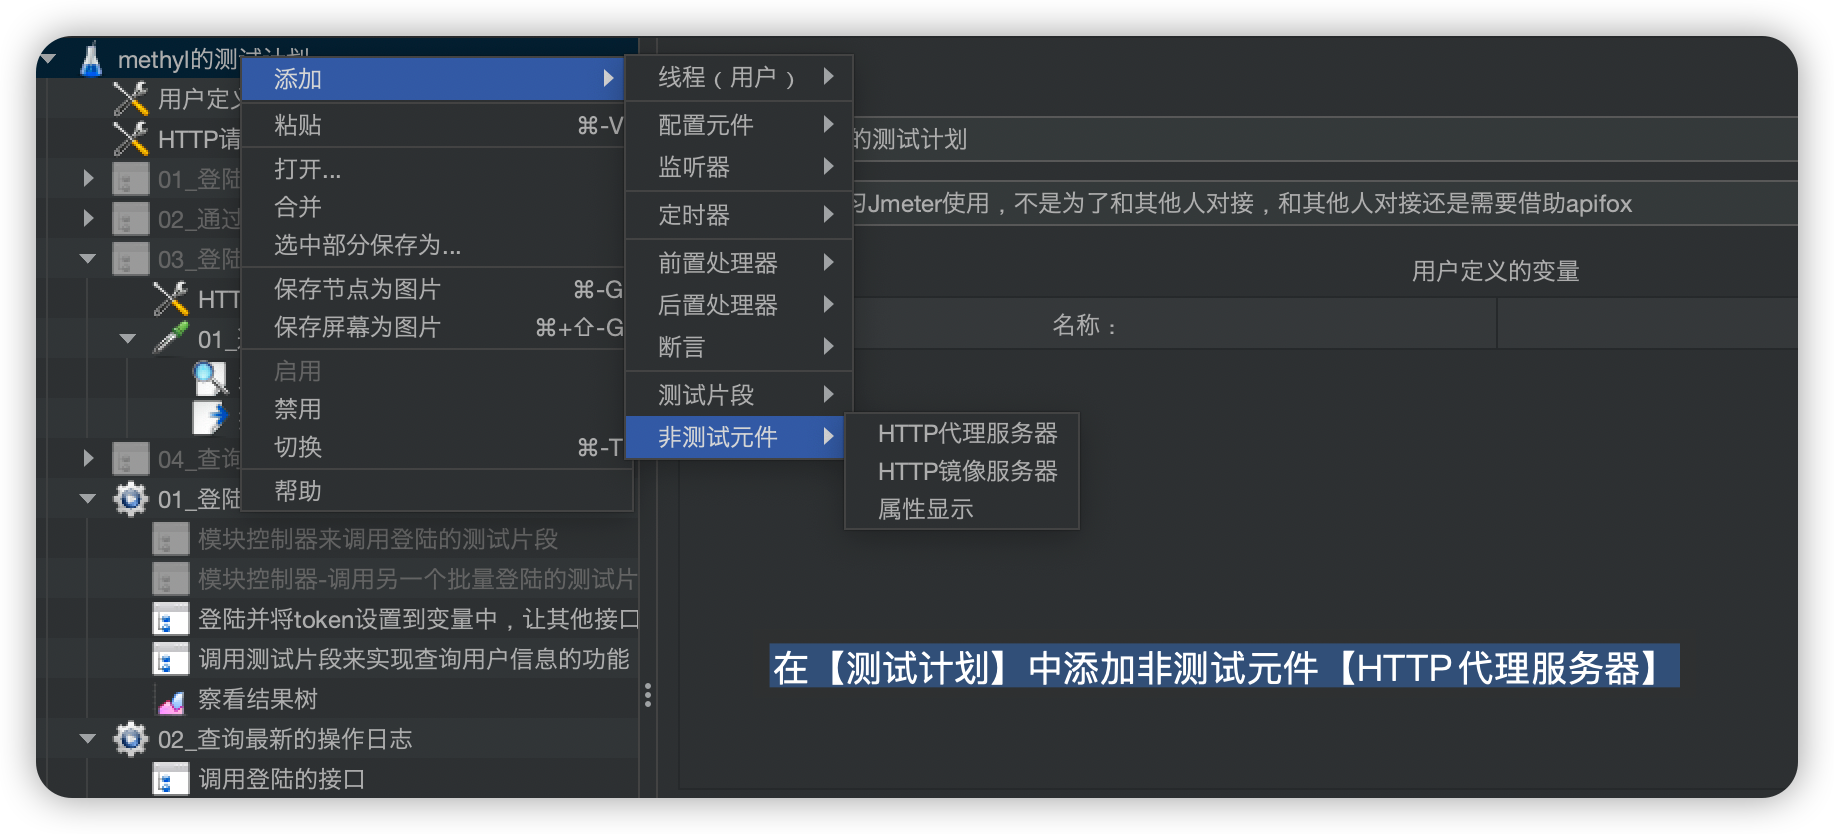 methyl的测试计划
用户定义
HTTP请
01_登陆
02_通过
03_登陆
HTT
01_
04_查询
01_登陆
模块控制器来调用登陆的测试片段
模块控制器-调用另一个批量登陆的测试片
登陆并将token设置到变量中，让其他接口
调用测试片段来实现查询用户信息的功能
察看结果树
02_查询最新的操作日志
调用登陆的接口
添加
粘贴 ⌘-V
打开...
合并
选中部分保存为...
保存节点为图片 ⌘-G
保存屏幕为图片 ⌘+⇧-G
启用
禁用
切换 ⌘-T
帮助
线程（用户）
配置元件
监听器
定时器
前置处理器
后置处理器
断言
测试片段
非测试元件
HTTP代理服务器
HTTP镜像服务器
属性显示
的测试计划
习Jmeter使用，不是为了和其他人对接，和其他人对接还是需要借助apifox
用户定义的变量
名称：
在【测试计划】中添加非测试元件【HTTP代理服务器】